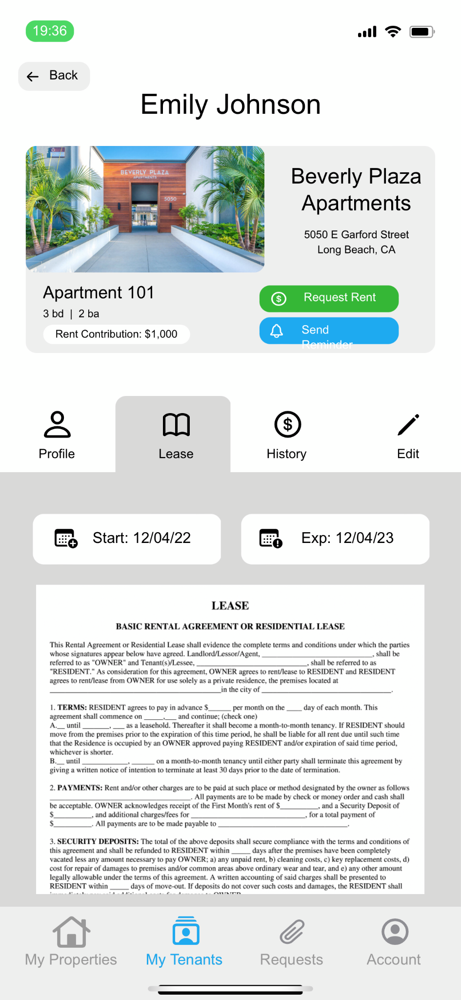 19:36
Back
Emily Johnson
BEVERLY PLAZA
APARTMENTS
5050
Beverly Plaza
Apartments
5050 E Garford Street
Long Beach, CA
Apartment 101
3 bd | 2 ba
Rent Contribution: $1,000
Request Rent
Send
Reminder
Profile
Lease
History
Edit
Start: 12/04/22
Exp: 12/04/23
LEASE
BASIC RENTAL AGREEMENT OR RESIDENTIAL LEASE
This Rental Agreement or Residential Lease shall evidence the complete terms and conditions under which the parties
whose signatures appear below have agreed. Landlord/Lessor/Agent, ____________________________, shall be
referred to as "OWNER" and Tenant(s)/Lessee, ____________________________, shall be referred to as
"RESIDENT." As consideration for this agreement, OWNER agrees to rent/lease to RESIDENT and RESIDENT
agrees to rent/lease from OWNER for use solely as a private residence, the premises located at
____________________________________________in the city of _________________________________.
1. TERMS: RESIDENT agrees to pay in advance $______ per month on the ____ day of each month. This
agreement shall commence on _____,___ and continue; (check one)
A.__ until _______, ___ as a leasehold. Thereafter it shall become a month-to-month tenancy. If RESIDENT should
move from the premises prior to the expiration of this time period, he shall be liable for all rent due until such time
that the Residence is occupied by an OWNER approved paying RESIDENT and/or expiration of said time period,
whichever is shorter.
B.__ until ____________, ______ on a month-to-month tenancy until either party shall terminate this agreement by
giving a written notice of intention to terminate at least 30 days prior to the date of termination.
2. PAYMENTS: Rent and/or other charges are to be paid at such place or method designated by the owner as follows
____________________________________. All payments are to be made by check or money order and cash shall
be acceptable. OWNER acknowledges receipt of the First Month's rent of $__________, and a Security Deposit of
$__________, and additional charges/fees for _____________________________, for a total payment of
$__________. All payments are to be made payable to _________________________________.
3. SECURITY DEPOSITS: The total of the above deposits shall secure compliance with the terms and conditions of
this agreement and shall be refunded to RESIDENT within _____ days after the premises have been completely
vacated less any amount necessary to pay OWNER; a) any unpaid rent, b) cleaning costs, c) key replacement costs, d)
cost for repair of damages to premises and/or common areas above ordinary wear and tear, and e) any other amount
legally allowable under the terms of this agreement. A written accounting of said charges shall be presented to
RESIDENT within _____ days of move-out. If deposits do not cover such costs and damages, the RESIDENT shall
My Properties
My Tenants
Requests
Account